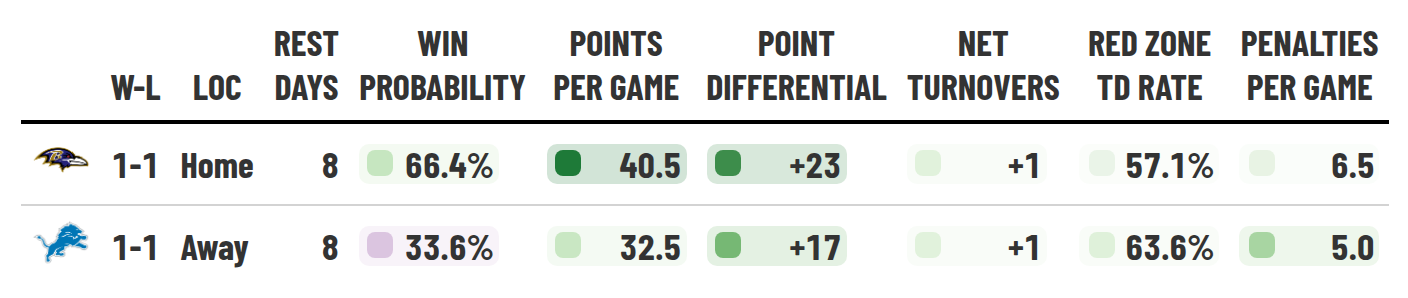 REST WIN POINTS POINT NET RED ZONE PENALTIES
W-L LOC DAYS PROBABILITY PER GAME DIFFERENTIAL TURNOVERS TD RATE PER GAME
1-1 Home 8 66.4% 40.5 +23 +1 57.1% 6.5
1-1 Away 8 33.6% 32.5 +17 +1 63.6% 5.0